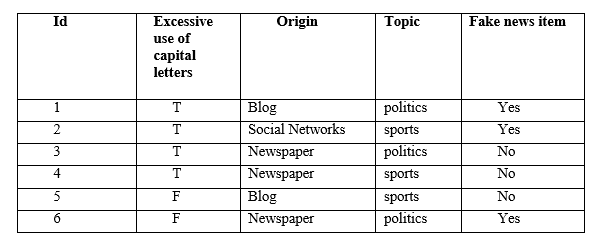 Id Excessive use of capital letters Origin Topic Fake news item
1 T Blog politics Yes
2 T Social Networks sports Yes
3 T Newspaper politics No
4 T Newspaper sports No
5 F Blog sports No
6 F Newspaper politics Yes